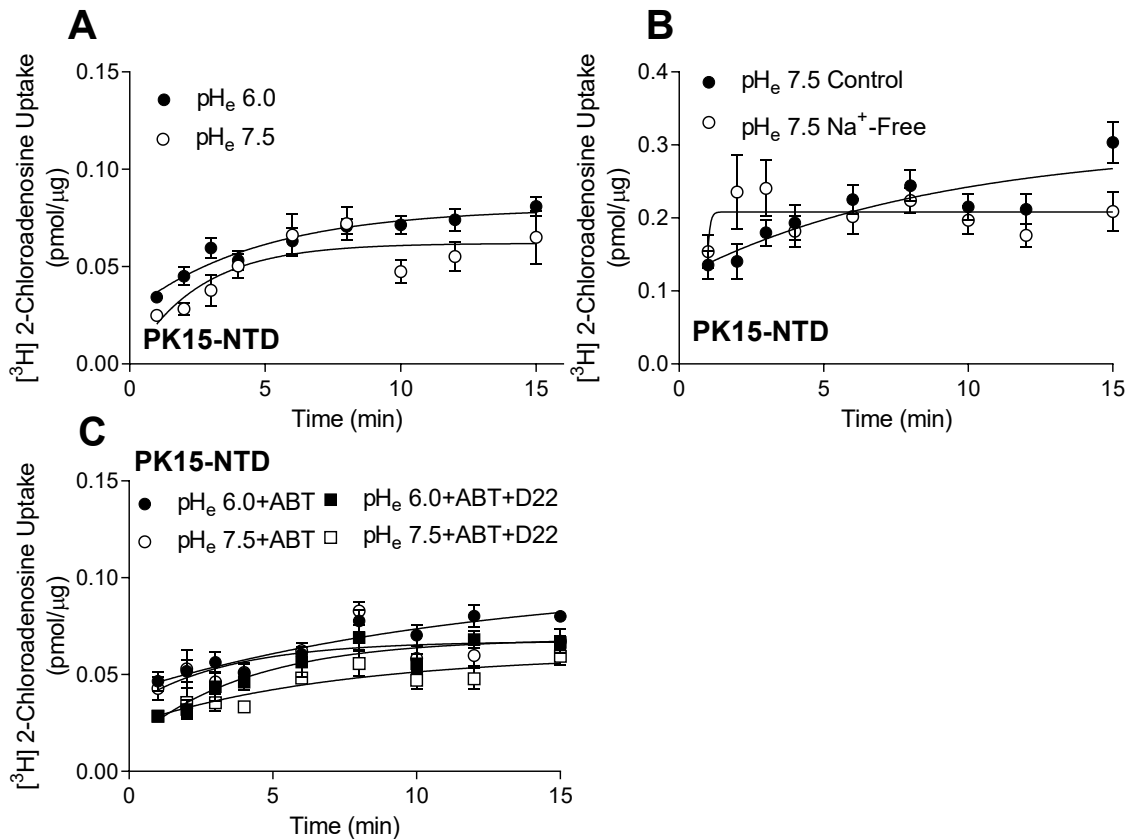 A
[³H] 2-Chloroadenosine Uptake
(pmol/μg)
0.15
0.10
0.05
0.00
pHₑ 6.0
pHₑ 7.5
PK15-NTD
0 5 10 15
Time (min)
B
[³H] 2-Chloroadenosine Uptake
(pmol/μg)
0.4
0.3
0.2
0.1
0.0
pHₑ 7.5 Control
pHₑ 7.5 Na⁺-Free
PK15-NTD
0 5 10 15
Time (min)
C
PK15-NTD
[³H] 2-Chloroadenosine Uptake
(pmol/μg)
0.15
0.10
0.05
0.00
pHₑ 6.0+ABT
pHₑ 6.0+ABT+D22
pHₑ 7.5+ABT
pHₑ 7.5+ABT+D22
0 5 10 15
Time (min)